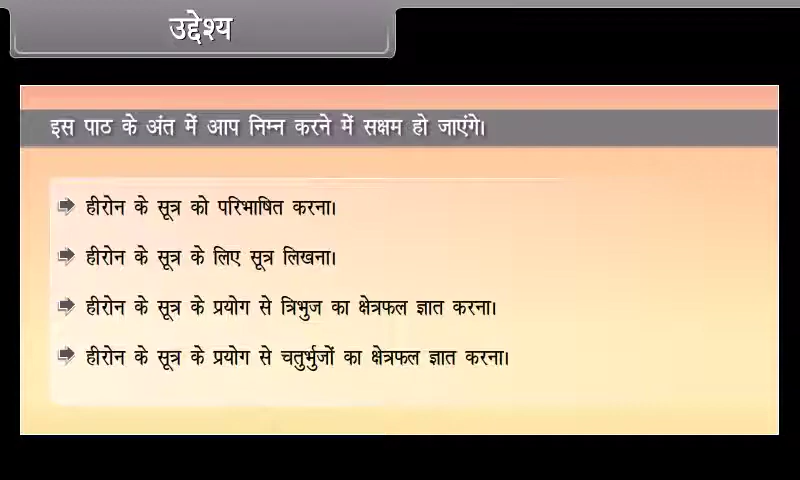 उद्देश्य
इस पाठ के अंत में आप निम्न करने में सक्षम हो जाएंगे।
हीरोन के सूत्र को परिभाषित करना।
हीरोन के सूत्र के लिए सूत्र लिखना।
हीरोन के सूत्र के प्रयोग से त्रिभुज का क्षेत्रफल ज्ञात करना।
हीरोन के सूत्र के प्रयोग से चतुर्भुजों का क्षेत्रफल ज्ञात करना।